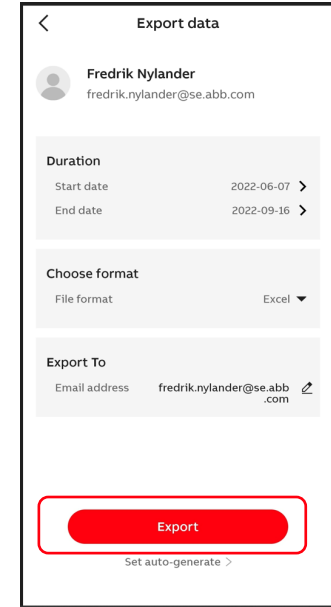 Export data
Fredrik Nylander
fredrik.nylander@se.abb.com
Duration
Start date 2022-06-07
End date 2022-09-16
Choose format
File format Excel
Export To
Email address fredrik.nylander@se.abb
.com
Export
Set auto-generate >